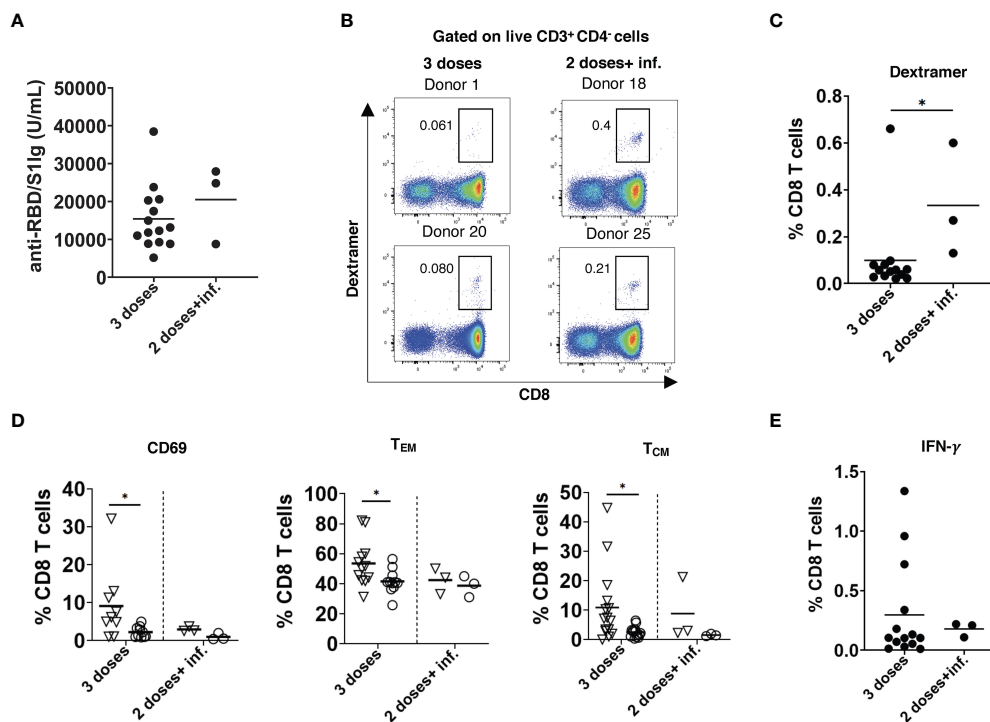 A
anti-RBD/S1Ig (U/mL)
50000
40000
30000
20000
10000
0
3 doses
2 doses+inf.
B
Gated on live CD3⁺CD4⁻cells
3 doses
2 doses+ inf.
Donor 1
Donor 18
0.061
0.4
Donor 20
Donor 25
0.080
0.21
Dextramer
CD8
C
Dextramer
% CD8 T cells
0.8
0.6
0.4
0.2
0.0
*
3 doses
2 doses+ inf.
D
CD69
% CD8 T cells
40
30
20
10
0
*
3 doses
2 doses+ inf.
T_EM
% CD8 T cells
100
80
60
40
20
0
*
3 doses
2 doses+ inf.
T_CM
% CD8 T cells
50
40
30
20
10
0
*
3 doses
2 doses+ inf.
E
IFN-γ
% CD8 T cells
1.5
1.0
0.5
0.0
3 doses
2 doses+inf.